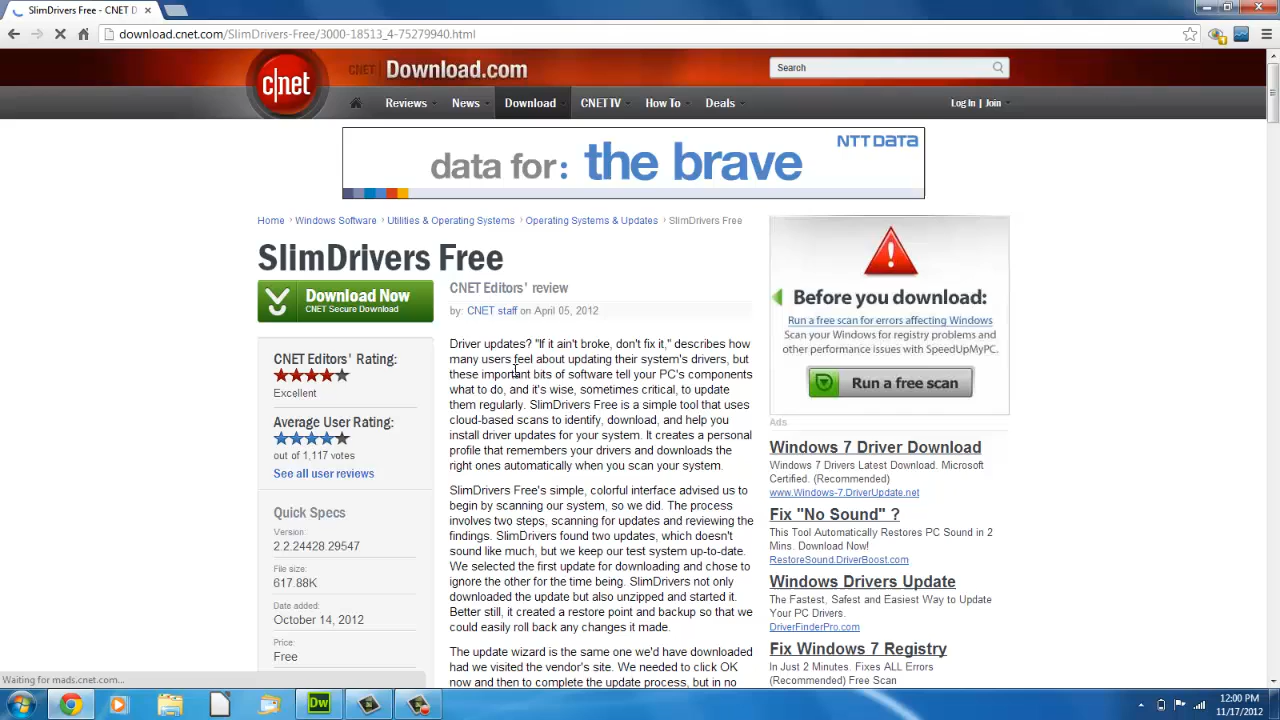 SlimDrivers Free - CNET D
download.cnet.com/SlimDrivers-Free/3000-18513_4-75279940.html
c|net
CNET
Download.com
Search
Reviews
News
Download
CNET TV
How To
Deals
Log In | Join
data for: the brave
NTT DATA
Home › Windows Software › Utilities & Operating Systems › Operating Systems & Updates › SlimDrivers Free
SlimDrivers Free
Download Now
CNET Secure Download
CNET Editors' Rating:
Excellent
Average User Rating:
out of 1,117 votes
See all user reviews
Quick Specs
Version:
2.2.24428 29547
File size:
617.88K
Date added:
October 14, 2012
Price:
Free
CNET Editors' review
by: CNET staff on April 05, 2012
Driver updates? "If it ain't broke, don't fix it," describes how
many users feel about updating their system's drivers, but
these important bits of software tell your PC's components
what to do, and it's wise, sometimes critical, to update
them regularly. SlimDrivers Free is a simple tool that uses
cloud-based scans to identify, download, and help you
install driver updates for your system. It creates a personal
profile that remembers your drivers and downloads the
right ones automatically when you scan your system.
SlimDrivers Free's simple, colorful interface advised us to
begin by scanning our system, so we did. The process
involves two steps, scanning for updates and reviewing the
findings. SlimDrivers found two updates, which doesn't
sound like much, but we keep our test system up-to-date.
We selected the first update for downloading and chose to
ignore the other for the time being. SlimDrivers not only
downloaded the update but also unzipped and started it.
Better still, it created a restore point and backup so that we
could easily roll back any changes it made.
The update wizard is the same one we'd have downloaded
had we visited the vendor's site. We needed to click OK
now and then to complete the update process, but in no
Before you download:
Run a free scan for errors affecting Windows
Scan your Windows for registry problems and
other performance issues with SpeedUpMyPC.
Run a free scan
Ads
Windows 7 Driver Download
Windows 7 Drivers Latest Download. Microsoft
Certified. (Recommended)
www.Windows-7.DriverUpdate.net
Fix "No Sound" ?
This Tool Automatically Restores PC Sound in 2
Mins. Download Now!
RestoreSound.DriverBoost.com
Windows Drivers Update
The Fastest, Safest and Easiest Way to Update
Your PC Drivers.
DriverFinderPro.com
Fix Windows 7 Registry
In Just 2 Minutes. Fixes ALL Errors
(Recommended) Free Scan
Waiting for mads.cnet.com...
Dw
12:00 PM
11/17/2012